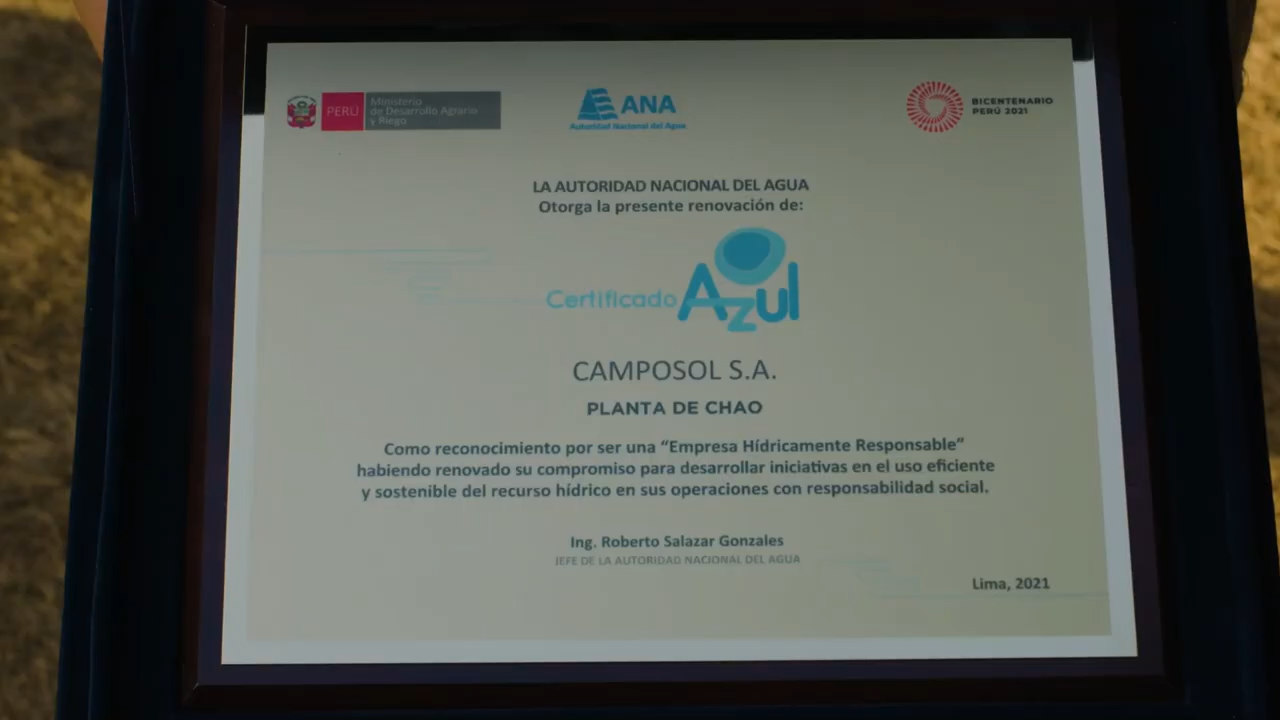 PERÚ
Ministerio
de Desarrollo Agrario
y Riego
ANA
Autoridad Nacional del Agua
BICENTENARIO
PERÚ 2021
LA AUTORIDAD NACIONAL DEL AGUA
Otorga la presente renovación de:
Certificado Azul
CAMPOSOL S.A.
PLANTA DE CHAO
Como reconocimiento por ser una “Empresa Hídricamente Responsable”
habiendo renovado su compromiso para desarrollar iniciativas en el uso eficiente
y sostenible del recurso hídrico en sus operaciones con responsabilidad social.
Ing. Roberto Salazar Gonzales
JEFE DE LA AUTORIDAD NACIONAL DEL AGUA
Lima, 2021